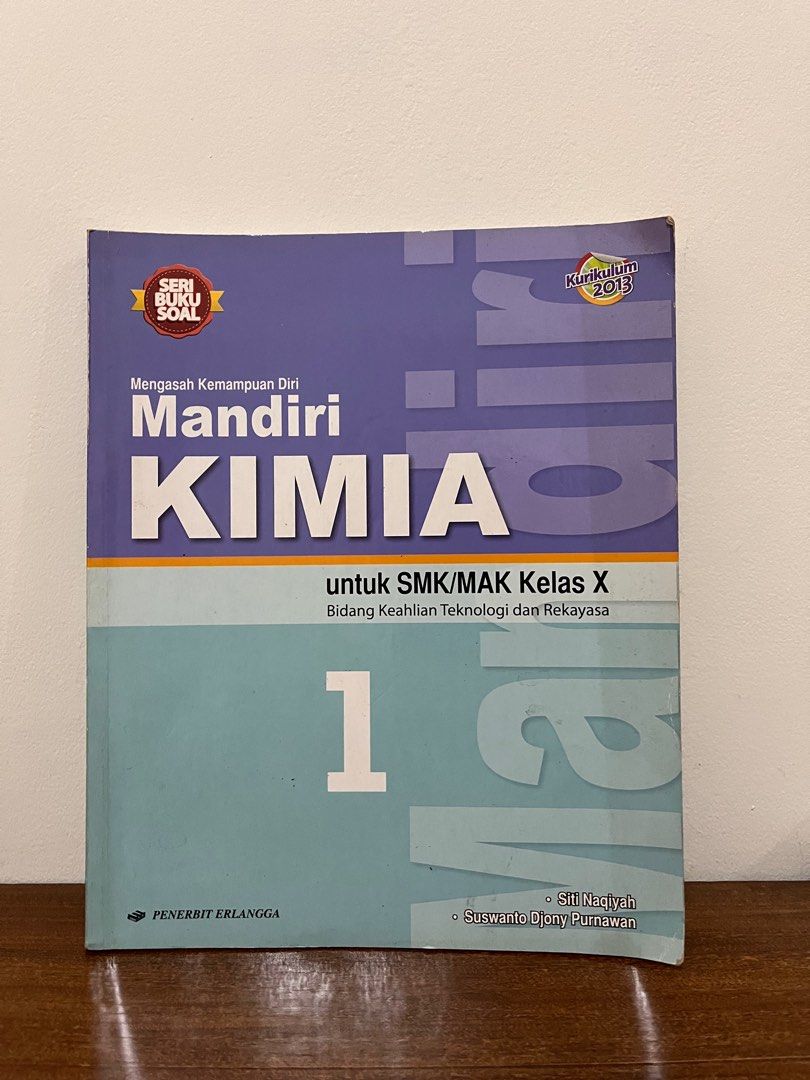 SERI
BUKU
SOAL
Kurikulum
2013
Mengasah Kemampuan Diri
Mandiri
KIMIA
untuk SMK/MAK Kelas X
Bidang Keahlian Teknologi dan Rekayasa
1
Mandiri
• Siti Naqiyah
• Suswanto Djony Purnawan
PENERBIT ERLANGGA